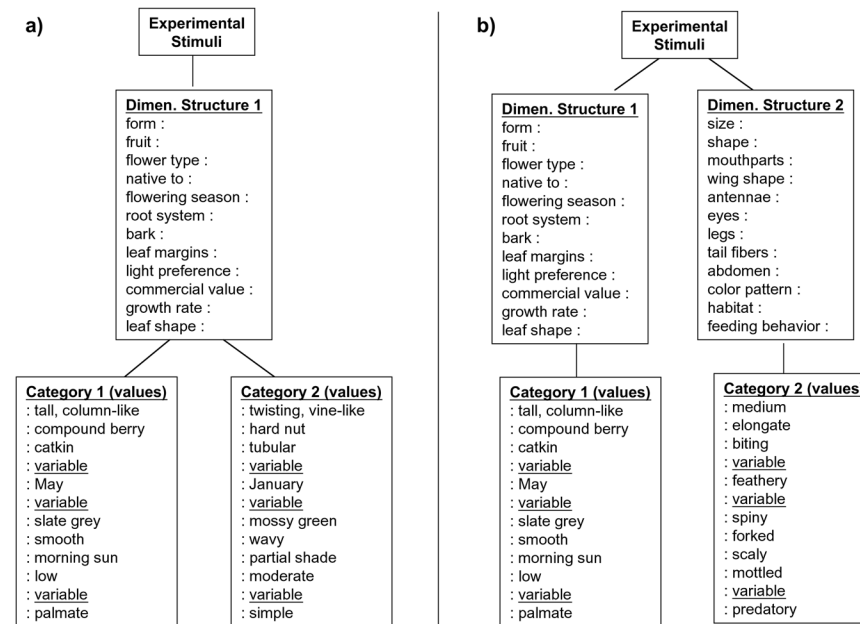 a)
Experimental
Stimuli
Dimen. Structure 1
form :
fruit :
flower type :
native to :
flowering season :
root system :
bark :
leaf margins :
light preference :
commercial value :
growth rate :
leaf shape :
Category 1 (values)
: tall, column-like
: compound berry
: catkin
: variable
: May
: variable
: slate grey
: smooth
: morning sun
: low
: variable
: palmate
Category 2 (values)
: twisting, vine-like
: hard nut
: tubular
: variable
: January
: variable
: mossy green
: wavy
: partial shade
: moderate
: variable
: simple
b)
Experimental
Stimuli
Dimen. Structure 1
form :
fruit :
flower type :
native to :
flowering season :
root system :
bark :
leaf margins :
light preference :
commercial value :
growth rate :
leaf shape :
Dimen. Structure 2
size :
shape :
mouthparts :
wing shape :
antennae :
eyes :
legs :
tail fibers :
abdomen :
color pattern :
habitat :
feeding behavior :
Category 1 (values)
: tall, column-like
: compound berry
: catkin
: variable
: May
: variable
: slate grey
: smooth
: morning sun
: low
: variable
: palmate
Category 2 (values
: medium
: elongate
: biting
: variable
: feathery
: variable
: spiny
: forked
: scaly
: mottled
: variable
: predatory